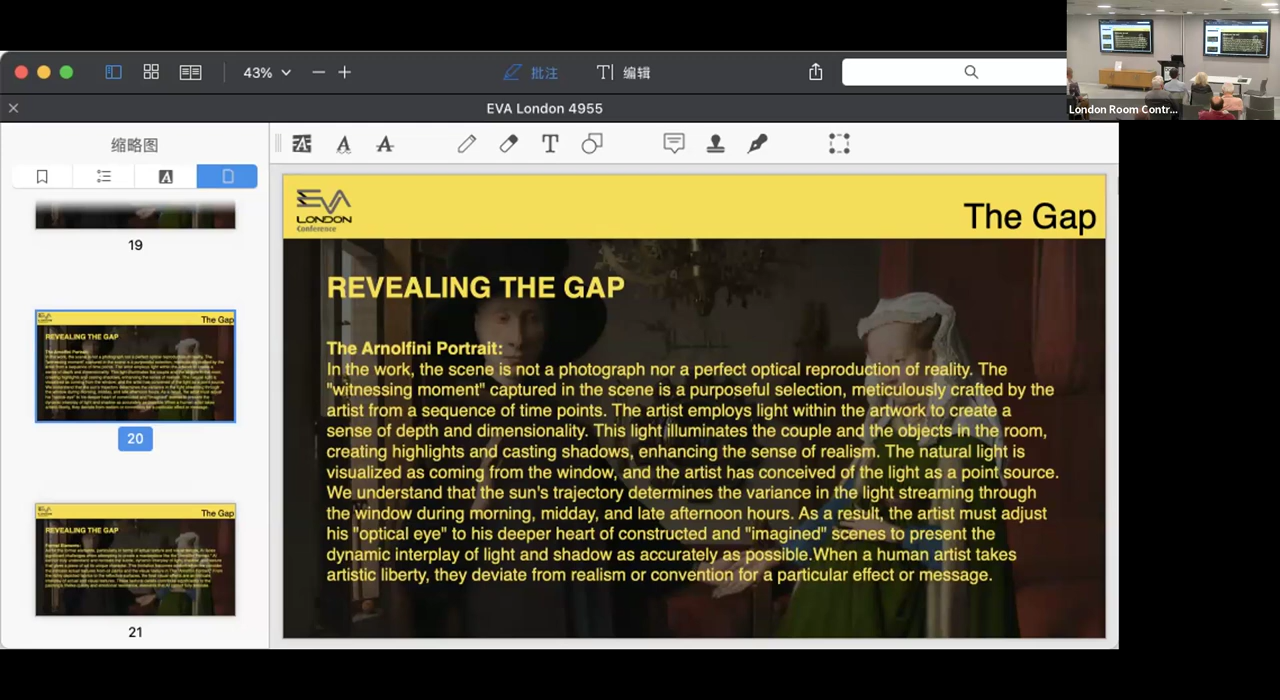 43%
批注
编辑
London Room Contr...
EVA London 4955
缩略图
19
The Gap
REVEALING THE GAP
The Arnolfini Portrait:
20
The Gap
REVEALING THE GAP
21
EVA
LONDON
Conference
The Gap
REVEALING THE GAP
The Arnolfini Portrait:
In the work, the scene is not a photograph nor a perfect optical reproduction of reality. The
"witnessing moment" captured in the scene is a purposeful selection, meticulously crafted by the
artist from a sequence of time points. The artist employs light within the artwork to create a
sense of depth and dimensionality. This light illuminates the couple and the objects in the room,
creating highlights and casting shadows, enhancing the sense of realism. The natural light is
visualized as coming from the window, and the artist has conceived of the light as a point source.
We understand that the sun's trajectory determines the variance in the light streaming through
the window during morning, midday, and late afternoon hours. As a result, the artist must adjust
his "optical eye" to his deeper heart of constructed and "imagined" scenes to present the
dynamic interplay of light and shadow as accurately as possible.When a human artist takes
artistic liberty, they deviate from realism or convention for a particular effect or message.